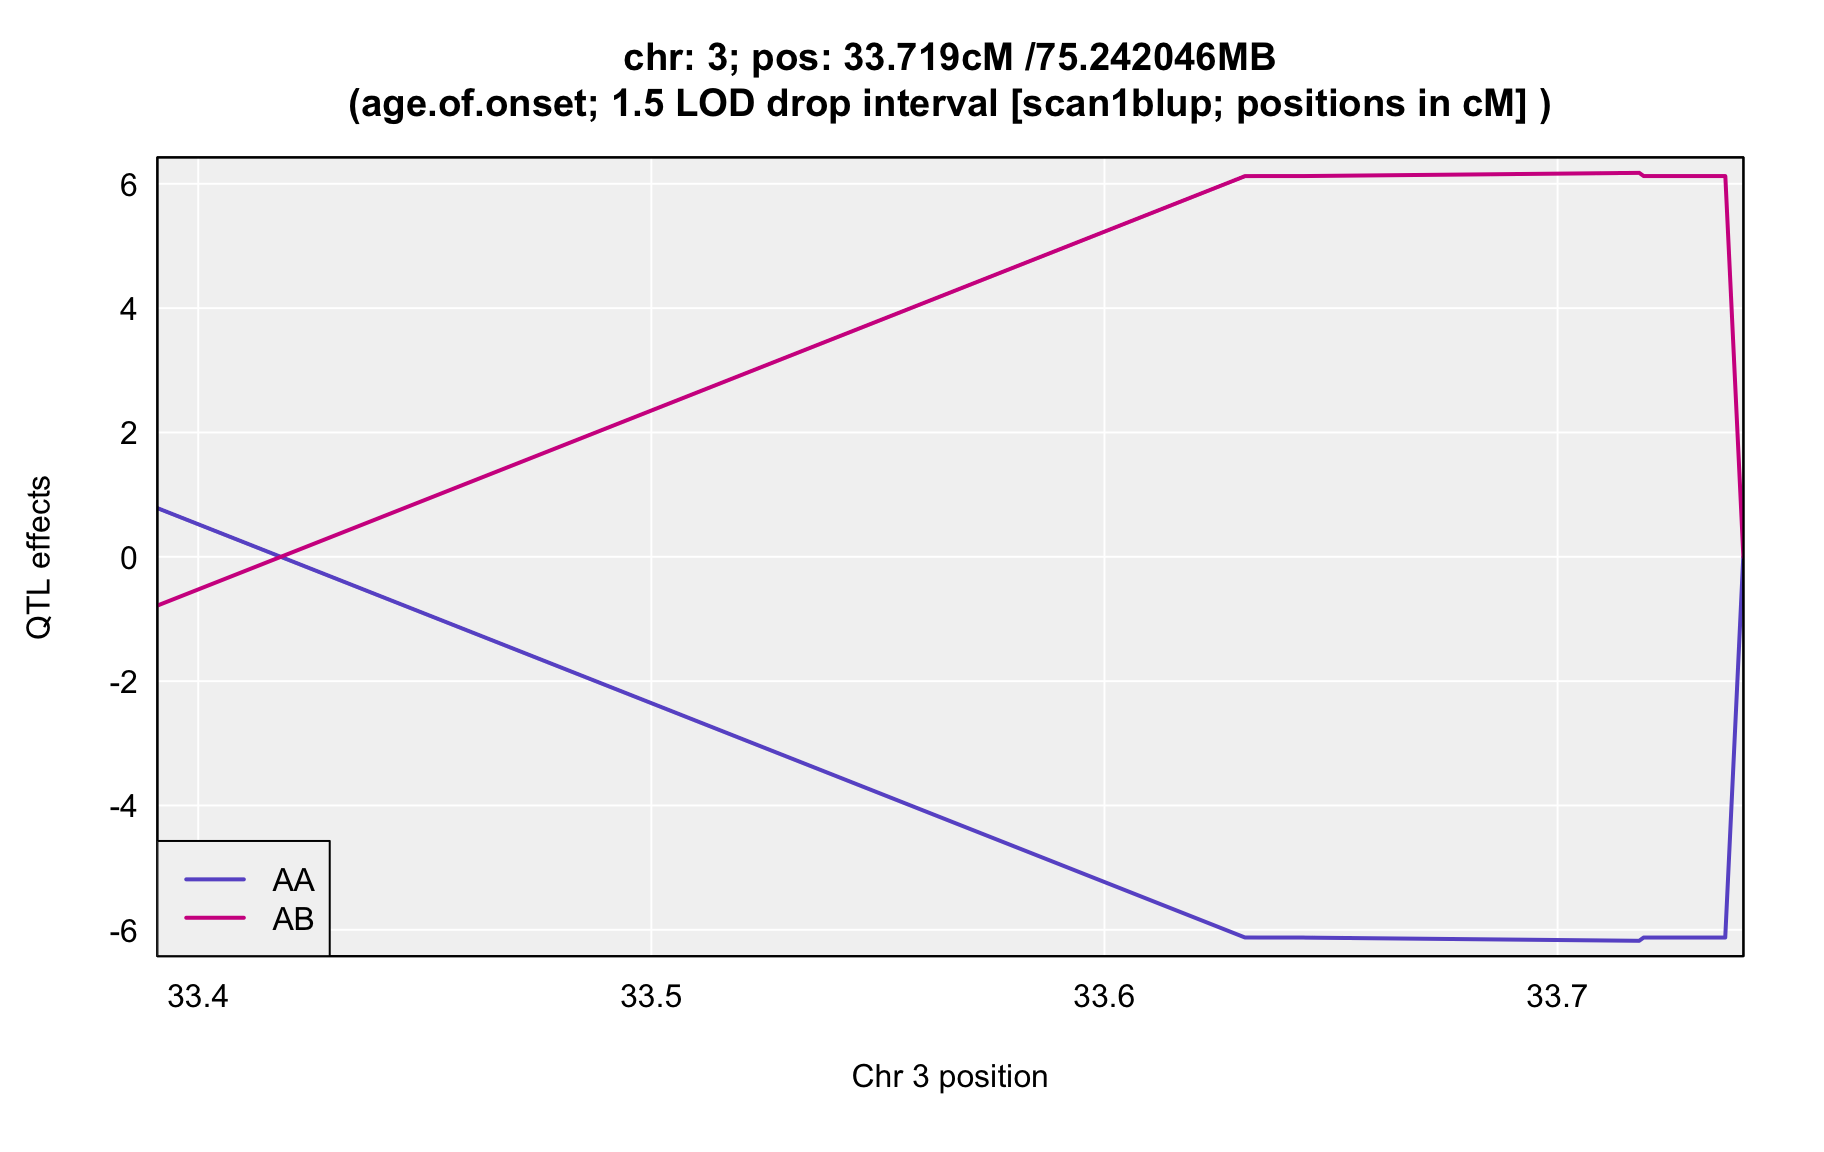 chr: 3; pos: 33.719cM /75.242046MB
(age.of.onset; 1.5 LOD drop interval [scan1blup; positions in cM] )
6
4
2
0
-2
-4
-6
QTL effects
AA
AB
33.4 33.5 33.6 33.7
Chr 3 position